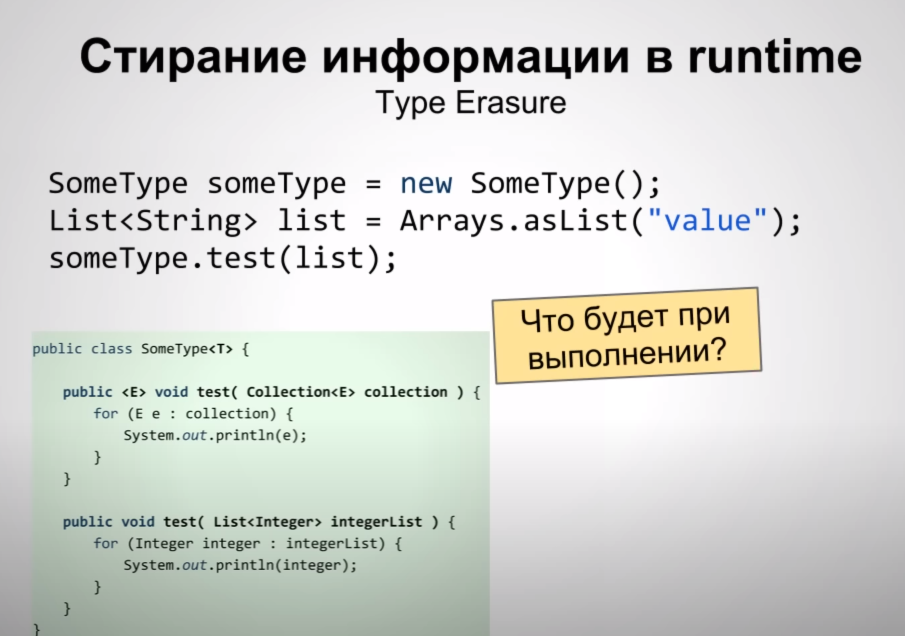 Стирание информации в runtime
Type Erasure
SomeType someType = new SomeType();
List<String> list = Arrays.asList("value");
someType.test(list);
Что будет при
выполнении?
public class SomeType<T> {
public <E> void test( Collection<E> collection ) {
for (E e : collection) {
System.out.println(e);
}
}
public void test( List<Integer> integerList ) {
for (Integer integer : integerList) {
System.out.println(integer);
}
}
}